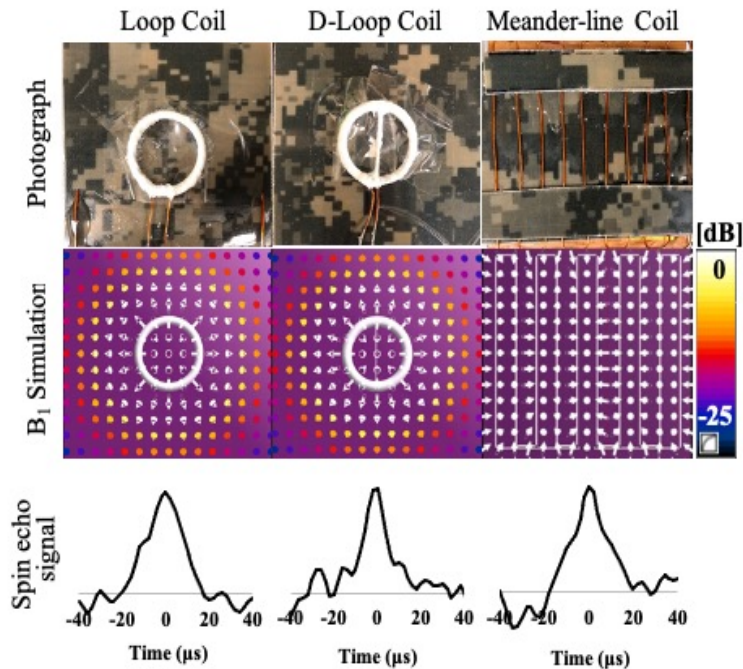 Loop Coil D-Loop Coil Meander-line Coil
Photograph
[dB]
0
B1 Simulation
-25
Spin echo
signal
-40 -20 0 20 40 -40 -20 0 20 40 -40 -20 0 20 40
Time (µs) Time (µs) Time (µs)